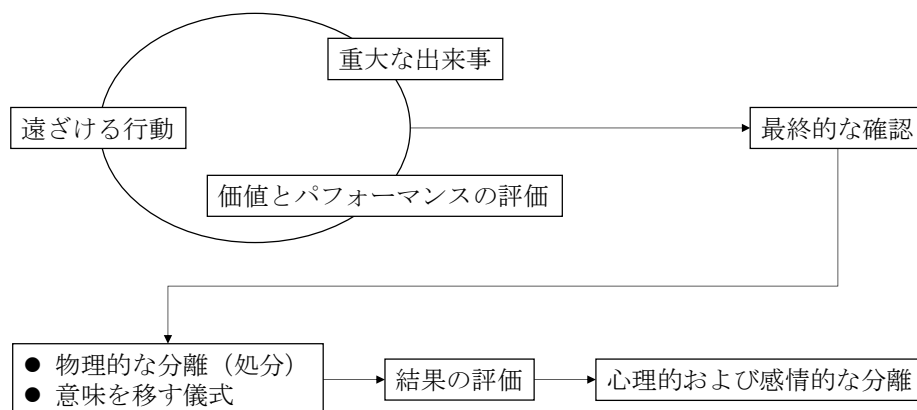 重大な出来事
遠ざける行動
最終的な確認
価値とパフォーマンスの評価
● 物理的な分離（処分）
● 意味を移す儀式
結果の評価
心理的および感情的な分離